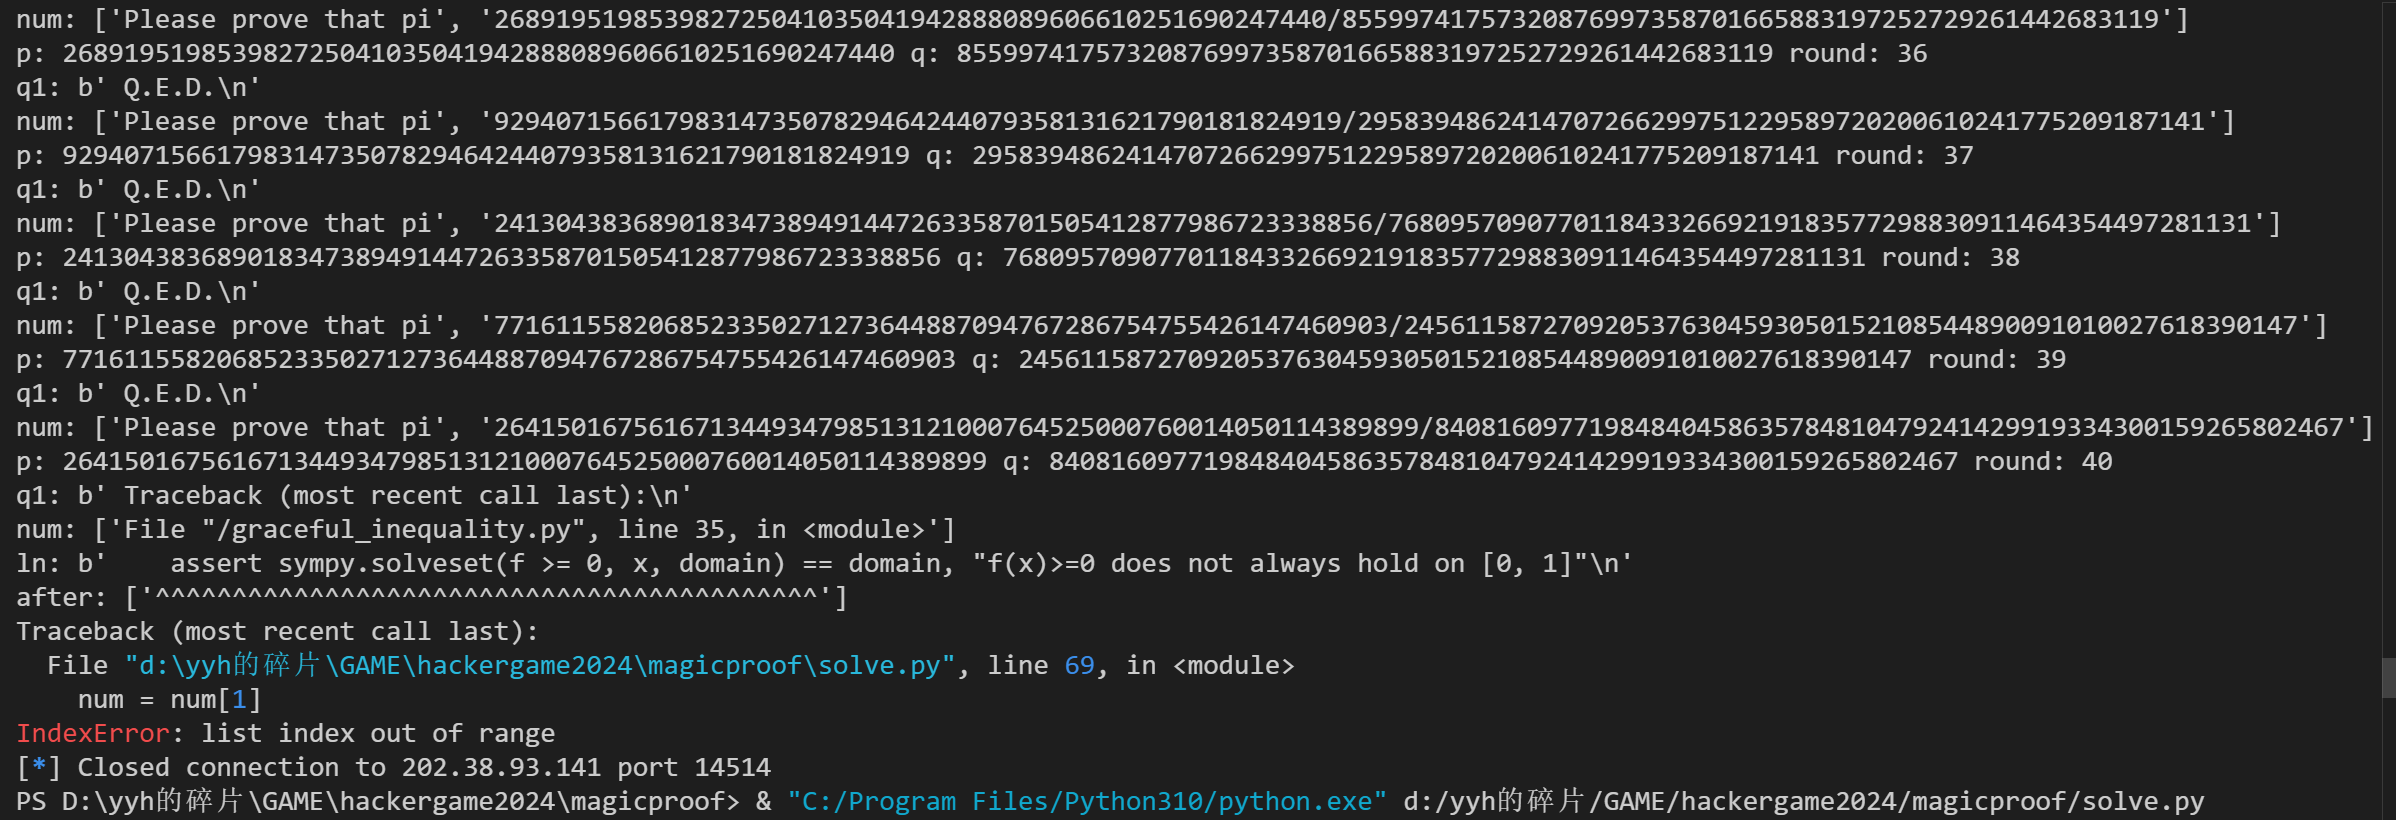 num: ['Please prove that pi', '2689195198539827250410350419428880896066102516902​47440/855997417573208769973587016658831972527292614426​83119']
p: 268919519853982725041035041942888089606610251690247440 q: 85599741757320876997358701665883197252729261442683119 round: 36
q1: b' Q.E.D.\n'
num: ['Please prove that pi', '9294071566179831473507829464244079358131621790181824919/2958394862414707266299751229589720200610241775209187141']
p: 9294071566179831473507829464244079358131621790181824919 q: 2958394862414707266299751229589720200610241775209187141 round: 37
q1: b' Q.E.D.\n'
num: ['Please prove that pi', '241304383689018347389491447263358701505412877986723338856/76809570907701184332669219183577298830911464354497281131']
p: 241304383689018347389491447263358701505412877986723338856 q: 76809570907701184332669219183577298830911464354497281131 round: 38
q1: b' Q.E.D.\n'
num: ['Please prove that pi', '7716115582068523350271273644887094767286754755426147460903/2456115872709205376304593050152108544890091010027618390147']
p: 7716115582068523350271273644887094767286754755426147460903 q: 2456115872709205376304593050152108544890091010027618390147 round: 39
q1: b' Q.E.D.\n'
num: ['Please prove that pi', '264150167561671344934798513121000764525000760014050114389899/84081609771984840458635784810479241429919334300159265802467']
p: 264150167561671344934798513121000764525000760014050114389899 q: 84081609771984840458635784810479241429919334300159265802467 round: 40
q1: b' Traceback (most recent call last):\n'
num: ['File "/graceful_inequality.py", line 35, in <module>']
ln: b'    assert sympy.solveset(f >= 0, x, domain) == domain, "f(x)>=0 does not always hold on [0, 1]"\n'
after: ['^^^^^^^^^^^^^^^^^^^^^^^^^^^^^^^^^^^^^^^^^^^^^']
Traceback (most recent call last):
  File "d:\yyh的碎片\GAME\hackergame2024\magicproof\solve.py", line 69, in <module>
    num = num[1]
IndexError: list index out of range
[*] Closed connection to 202.38.93.141 port 14514
PS D:\yyh的碎片\GAME\hackergame2024\magicproof> & "C:/Program Files/Python310/python.exe" d:/yyh的碎片/GAME/hackergame2024/magicproof/solve.py